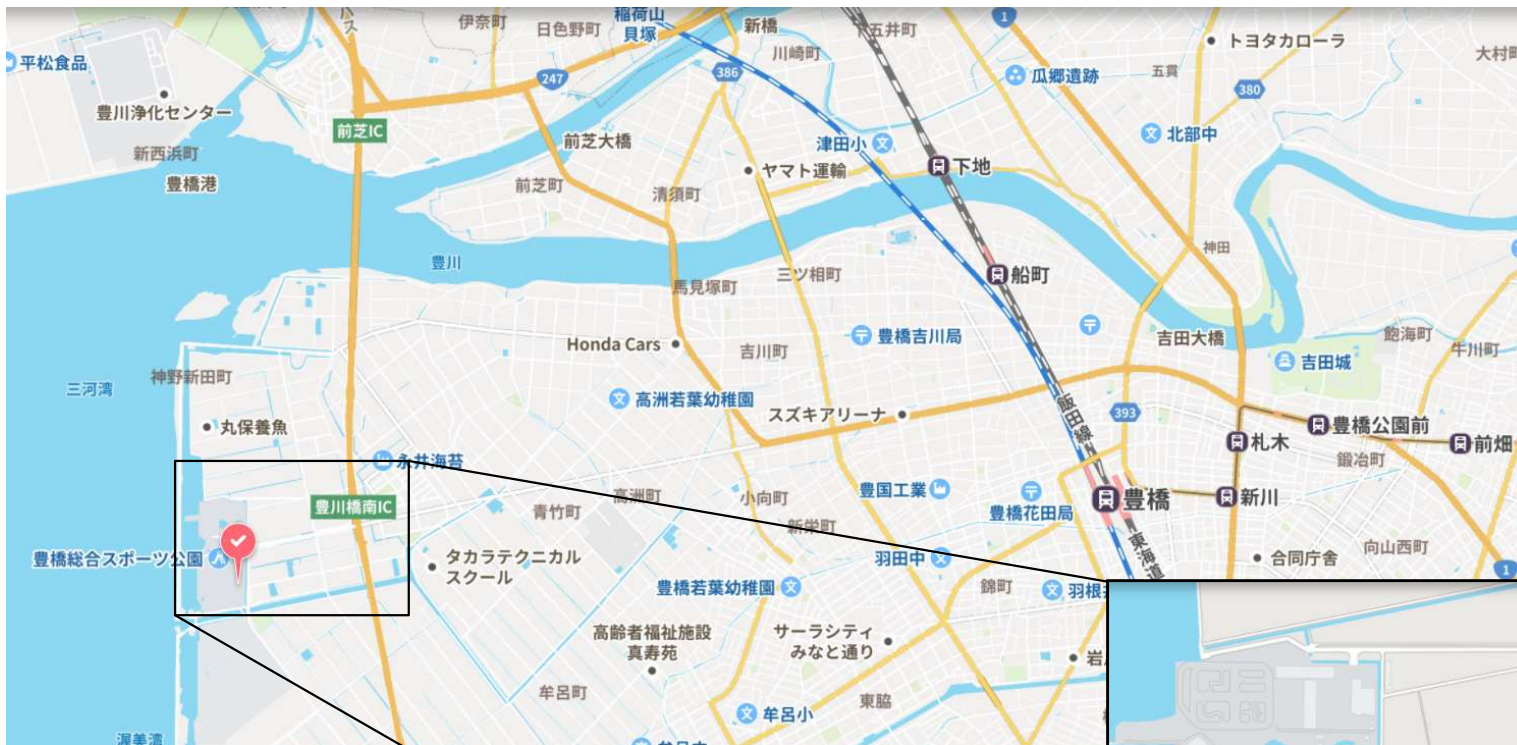 伊奈町
日色野町
稲荷山
貝塚
新橋
川崎町
下五井町
1
トヨタカローラ
大村町
平松食品
247
386
瓜郷遺跡
五貫
380
豊川浄化センター
前芝IC
前芝大橋
津田小
北部中
新西浜町
豊橋港
前芝町
清須町
ヤマト運輸
下地
神田
豊川
馬見塚町
三ツ相町
船町
Honda Cars
吉川町
豊橋吉川局
吉田大橋
飽海町
牛川町
吉田城
三河湾
神野新田町
高洲若葉幼稚園
スズキアリーナ
飯田線
393
豊橋公園前
丸保養魚
札木
前畑
鍛冶町
永井海苔
豊川橋南IC
高洲町
小向町
豊国工業
豊橋花田局
豊橋
新川
青竹町
新栄町
東海道
豊橋総合スポーツ公園
タカラテクニカル
スクール
羽田中
合同庁舎
向山西町
1
豊橋若葉幼稚園
錦町
羽根
高齢者福祉施設
真寿苑
サーラシティ
みなと通り
牟呂町
東脇
牟呂小
渥美湾